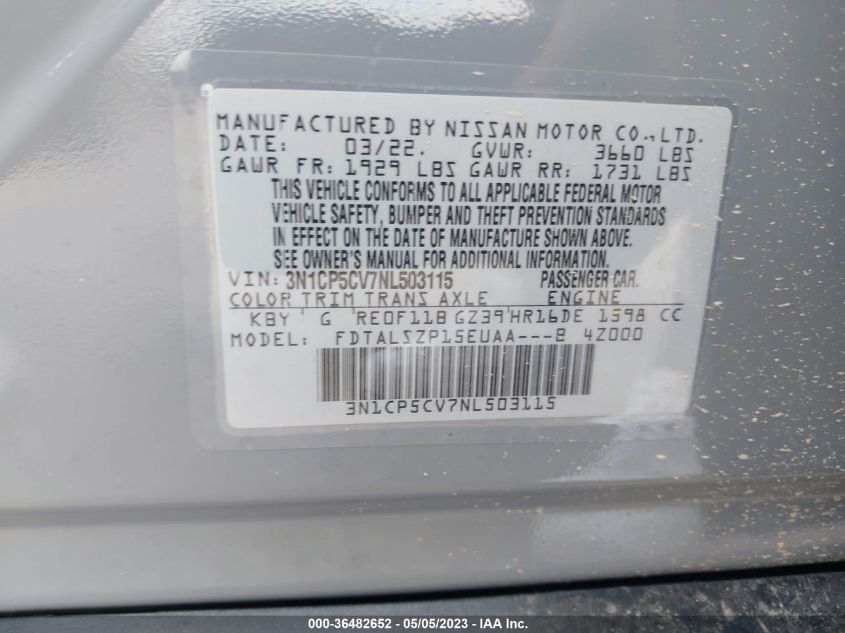 MANUFACTURED BY NISSAN MOTOR CO.,LTD.
DATE: 03/22. GVWR: 3660 LBS
GAWR FR: 1929 LBS GAWR RR: 1731 LBS
THIS VEHICLE CONFORMS TO ALL APPLICABLE FEDERAL MOTOR
VEHICLE SAFETY, BUMPER AND THEFT PREVENTION STANDARDS
IN EFFECT ON THE DATE OF MANUFACTURE SHOWN ABOVE.
SEE OWNER'S MANUAL FOR ADDITIONAL INFORMATION.
VIN: 3N1CP5CV7NL503115 PASSENGER CAR.
COLOR TRIM TRANS AXLE ENGINE
KBY G RE0F11B GZ39 HR16DE 1598 CC
MODEL: FDTALSZP15EUAA---B 4Z000
3N1CP5CV7NL503115
000-36482652 - 05/05/2023 - IAA Inc.